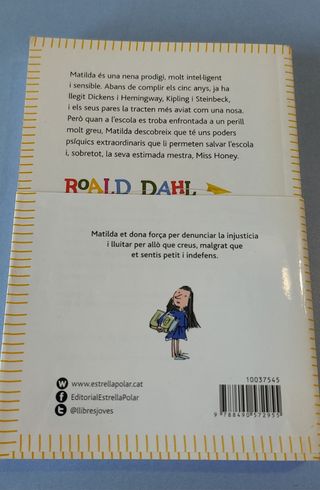 Matilda és una nena prodigi, molt intel·ligent
i sensible. Abans de complir els cinc anys, ja ha
llegit Dickens i Hemingway, Kipling i Steinbeck,
i els seus pares la tracten més aviat com una nosa.
Però quan a l'escola es troba enfrontada a un perill
molt greu, Matilda descobreix que té uns poders
psíquics extraordinaris que li permeten salvar l'escola
i, sobretot, la seva estimada mestra, Miss Honey.
ROALD DAHL
Matilda et dona força per denunciar la injustícia
i lluitar per allò que creus, malgrat que
et sentis petit i indefens.
www.estrellapolar.cat
EditorialEstrellaPolar
@llibresjoves
10037545
9 788490 572955